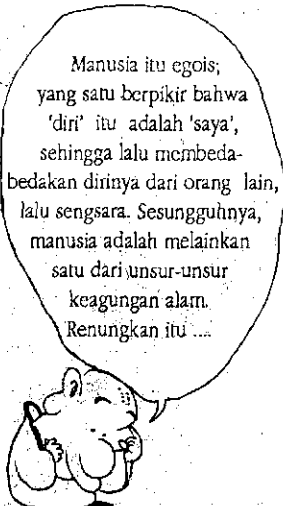 Manusia itu egois;
yang satu berpikir bahwa
'diri' itu adalah 'saya',
sehingga lalu membeda-
bedakan dirinya dari orang lain,
lalu sengsara. Sesungguhnya,
manusia adalah melainkan
satu dari unsur-unsur
keagungan alam.
Renungkan itu ....